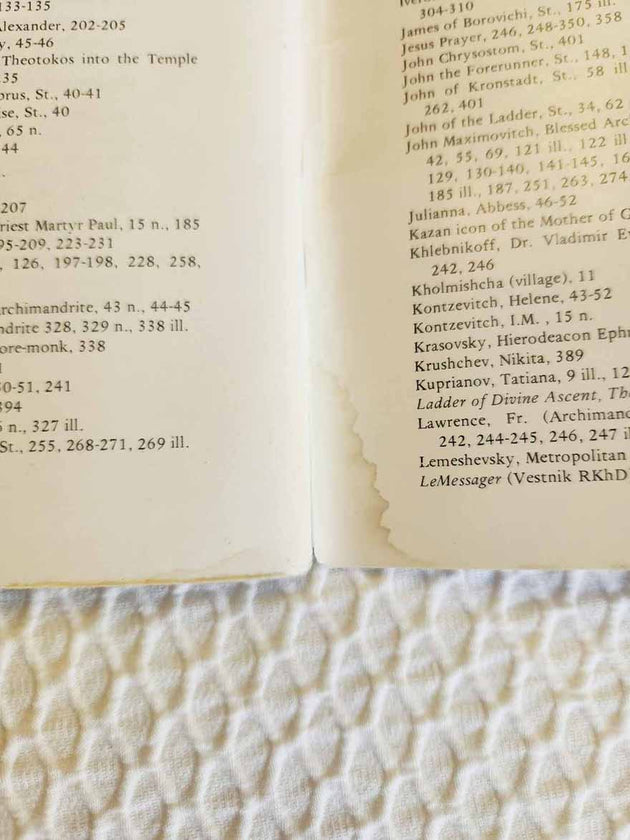 133-135
Alexander, 202-205
45-46
Theotokos into the Temple
35
St., 40-41
St., 40
65 n.
44
207
Priest Martyr Paul, 15 n., 185
95-209, 223-231
, 126, 197-198, 228, 258,
Archimandrite, 43 n., 44-45
328, 329 n., 338 ill.
338
50-51, 241
394
n., 327 ill.
St., 255, 268-271, 269 ill.
304-310
James of Borovichi, St., 175 ill.
Jesus Prayer, 246, 248-350, 358
John Chrysostom, St., 401
John the Forerunner, St., 148, 1
John of Kronstadt, St., 58 ill
262, 401
John of the Ladder, St., 34, 62
John Maximovitch, Blessed Arc
42, 55, 69, 121 ill., 122 ill
129, 130-140, 141-145, 16
185 ill., 187, 251, 263, 274
Julianna, Abbess, 46-52
Kazan icon of the Mother of G
Khlebnikoff, Dr. Vladimir Ev
242, 246
Kholmishcha (village), 11
Kontzevitch, Helene, 43-52
Kontzevitch, I.M. , 15 n.
Krasovsky, Hierodeacon Ephr
Krushchev, Nikita, 389
Kuprianov, Tatiana, 9 ill., 12
Ladder of Divine Ascent, The
Lawrence, Fr. (Archimand
242, 244-245, 246, 247 il
Lemeshevsky, Metropolitan
LeMessager (Vestnik RKhD